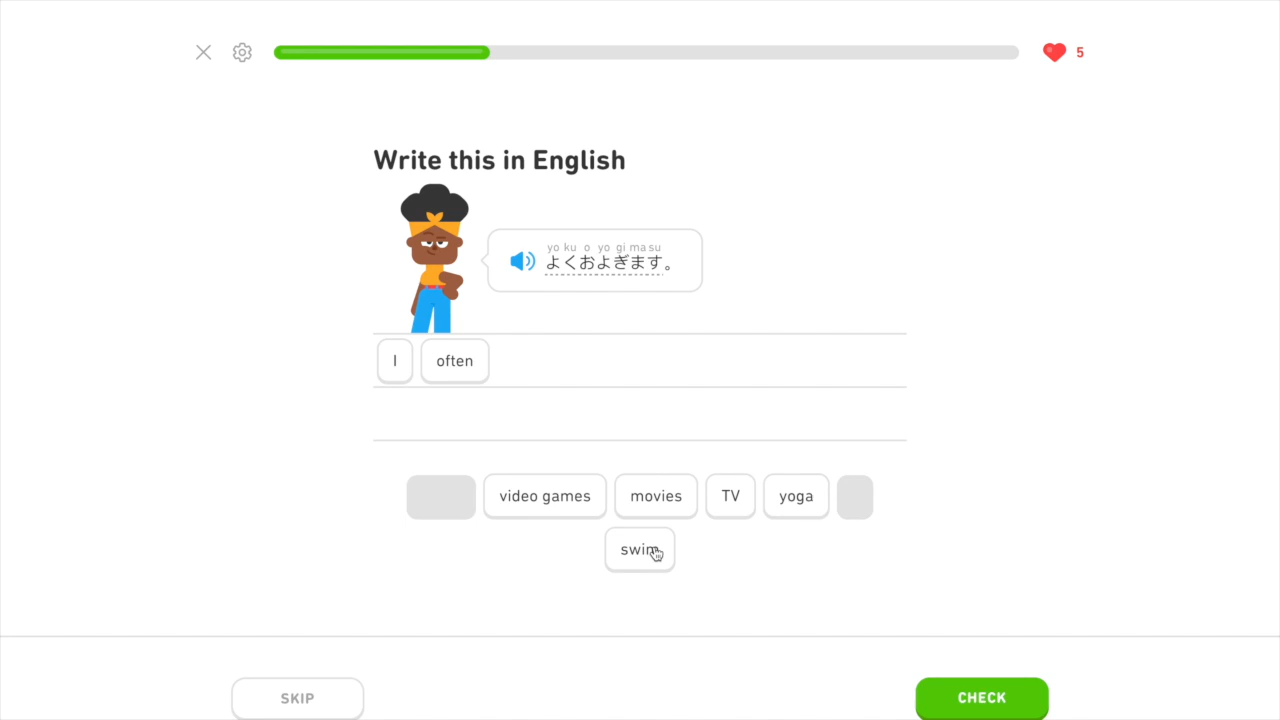 5
Write this in English
yo ku o yo gi ma su
よくおよぎます。
I often
video games movies TV yoga
swim
SKIP CHECK